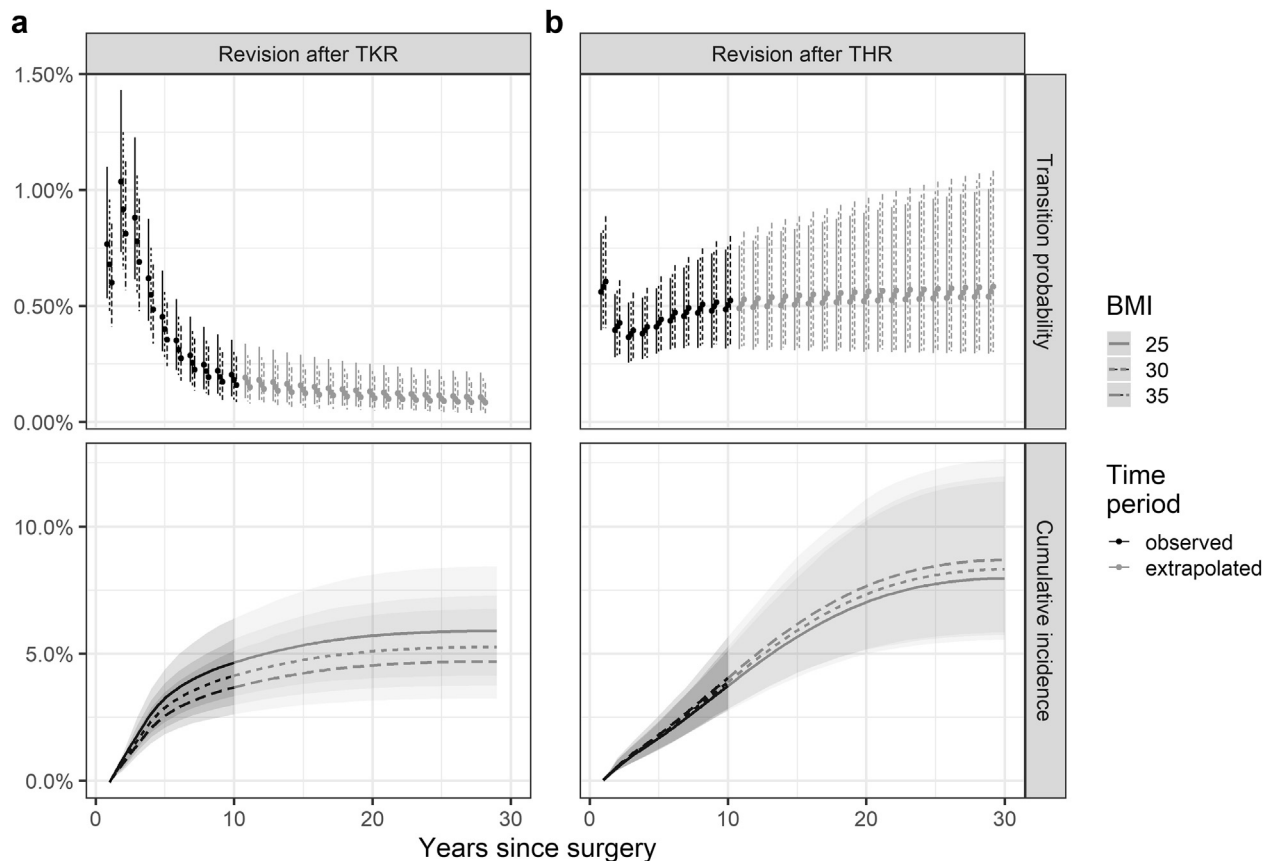 a
b
Revision after TKR
Revision after THR
1.50%
1.00%
0.50%
0.00%
Transition probability
10.0%
5.0%
0.0%
Cumulative incidence
0
10
20
30
0
10
20
30
Years since surgery
BMI
25
30
35
Time
period
observed
extrapolated